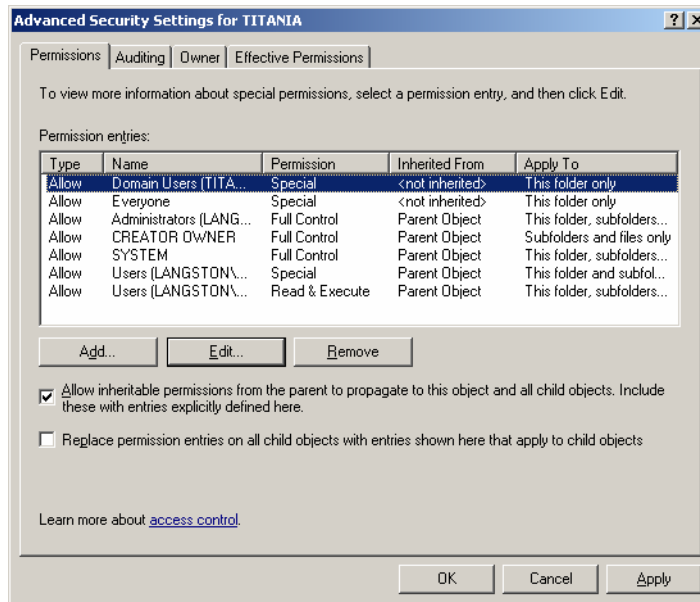 Advanced Security Settings for TITANIA
Permissions Auditing Owner Effective Permissions
To view more information about special permissions, select a permission entry, and then click Edit.
Permission entries:
Type Name Permission Inherited From Apply To
Allow Domain Users (TITA... Special <not inherited> This folder only
Allow Everyone Special <not inherited> This folder only
Allow Administrators (LANG... Full Control Parent Object This folder, subfolders...
Allow CREATOR OWNER Full Control Parent Object Subfolders and files only
Allow SYSTEM Full Control Parent Object This folder, subfolders...
Allow Users (LANGSTON\... Special Parent Object This folder and subfol...
Allow Users (LANGSTON\... Read & Execute Parent Object This folder, subfolders...
Add... Edit... Remove
Allow inheritable permissions from the parent to propagate to this object and all child objects. Include
these with entries explicitly defined here.
Replace permission entries on all child objects with entries shown here that apply to child objects
Learn more about access control.
OK Cancel Apply